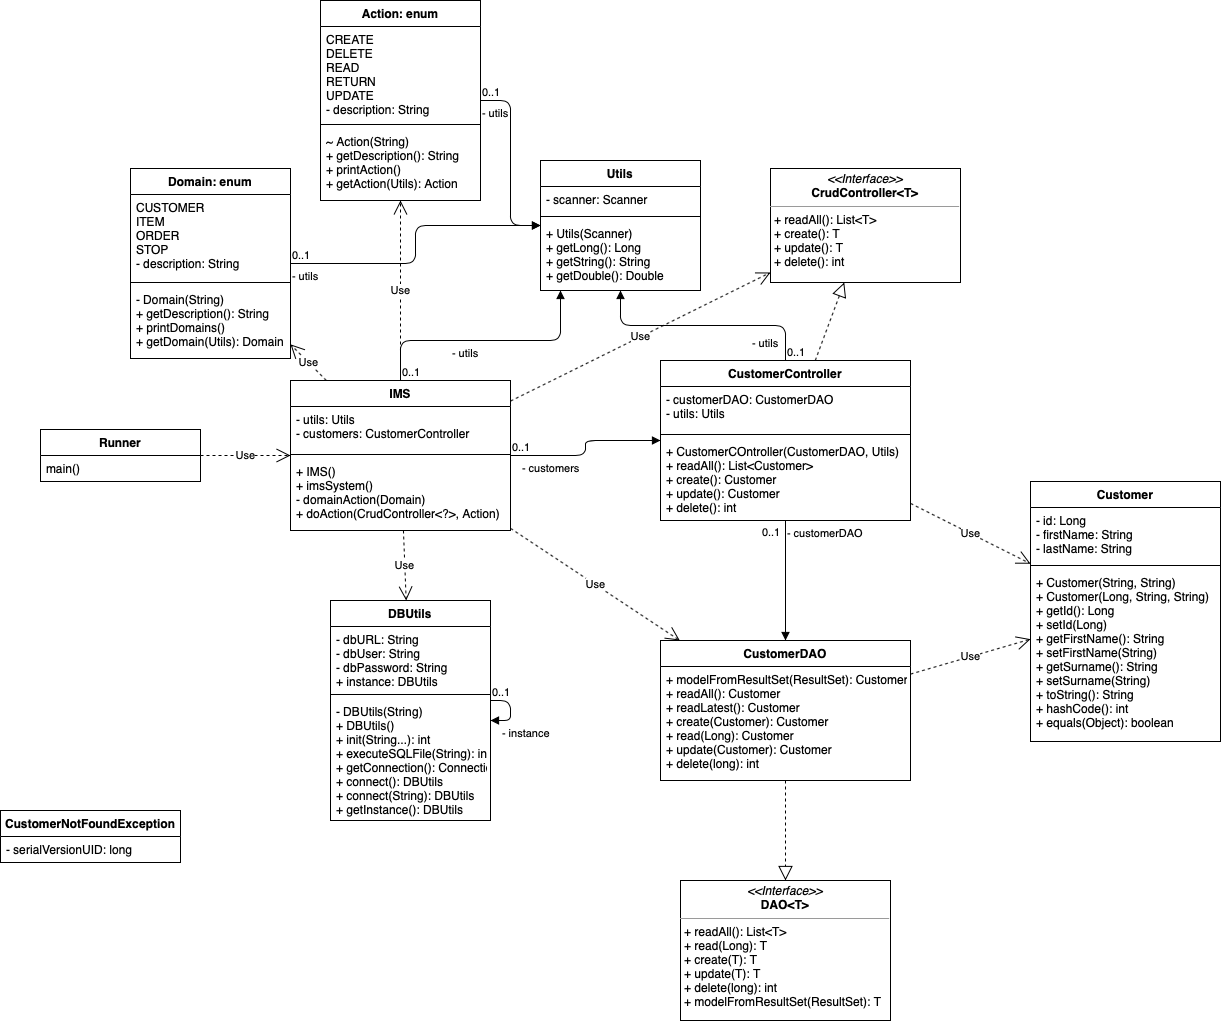 Action: enum
CREATE
DELETE
READ
RETURN
UPDATE
- description: String
~ Action(String)
+ getDescription(): String
+ printAction()
+ getAction(Utils): Action
0..1
- utils
Domain: enum
CUSTOMER
ITEM
ORDER
STOP
- description: String
- Domain(String)
+ getDescription(): String
+ printDomains()
+ getDomain(Utils): Domain
0..1
- utils
Utils
- scanner: Scanner
+ Utils(Scanner)
+ getLong(): Long
+ getString(): String
+ getDouble(): Double
<<Interface>>
CrudController<T>
+ readAll(): List<T>
+ create(): T
+ update(): T
+ delete(): int
Use
Use
Use
- utils
0..1
- utils
0..1
IMS
- utils: Utils
- customers: CustomerController
+ IMS()
+ imsSystem()
- domainAction(Domain)
+ doAction(CrudController<?>, Action)
Runner
main()
Use
0..1
- customers
CustomerController
- customerDAO: CustomerDAO
- utils: Utils
+ CustomerCOntroller(CustomerDAO, Utils)
+ readAll(): List<Customer>
+ create(): Customer
+ update(): Customer
+ delete(): int
0..1
- customerDAO
Use
Customer
- id: Long
- firstName: String
- lastName: String
+ Customer(String, String)
+ Customer(Long, String, String)
+ getId(): Long
+ setId(Long)
+ getFirstName(): String
+ setFirstName(String)
+ getSurname(): String
+ setSurname(String)
+ toString(): String
+ hashCode(): int
+ equals(Object): boolean
Use
Use
Use
DBUtils
- dbURL: String
- dbUser: String
- dbPassword: String
+ instance: DBUtils
- DBUtils(String)
+ DBUtils()
+ init(String...): int
+ executeSQLFile(String): in
+ getConnection(): Connecti
+ connect(): DBUtils
+ connect(String): DBUtils
+ getInstance(): DBUtils
0..1
- instance
CustomerDAO
+ modelFromResultSet(ResultSet): Customer
+ readAll(): Customer
+ readLatest(): Customer
+ create(Customer): Customer
+ read(Long): Customer
+ update(Customer): Customer
+ delete(long): int
CustomerNotFoundException
- serialVersionUID: long
<<Interface>>
DAO<T>
+ readAll(): List<T>
+ read(Long): T
+ create(T): T
+ update(T): T
+ delete(long): int
+ modelFromResultSet(ResultSet): T